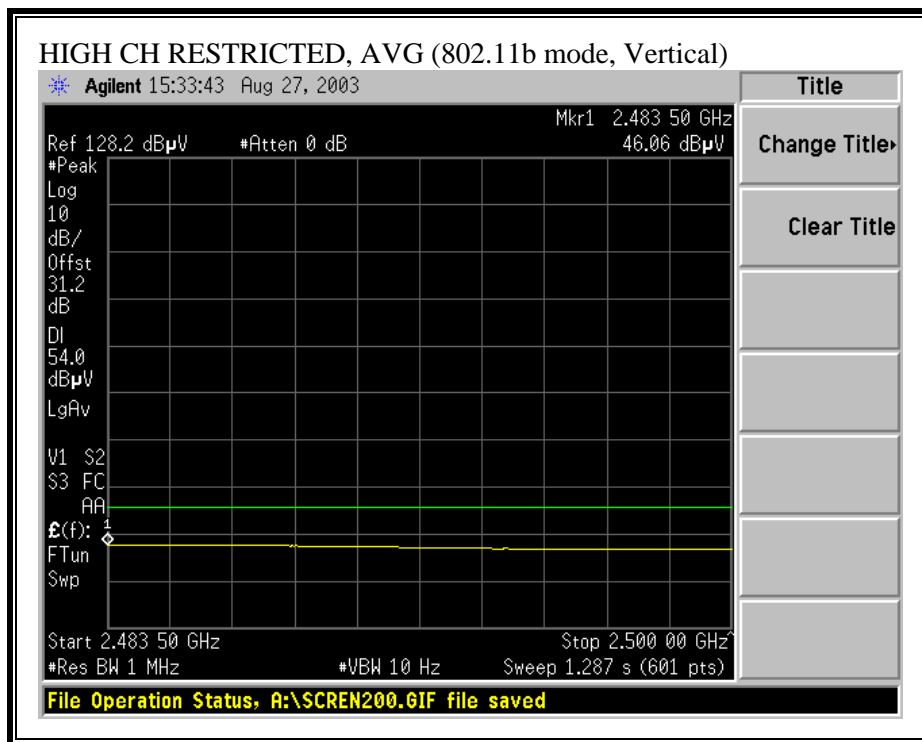 HIGH CH RESTRICTED, AVG (802.11b mode, Vertical)
Agilent 15:33:43 Aug 27, 2003
Title
Mkr1 2.483 50 GHz
Ref 128.2 dBµV #Atten 0 dB 46.06 dBµV
Change Title
#Peak
Log
10
dB/
Offst
31.2
dB
DI
54.0
dBµV
LgAv
V1 S2
S3 FC
AA
£(f):
FTun
Swp
1
Clear Title
Start 2.483 50 GHz Stop 2.500 00 GHz^
#Res BW 1 MHz #VBW 10 Hz Sweep 1.287 s (601 pts)
File Operation Status, A:\SCREN200.GIF file saved